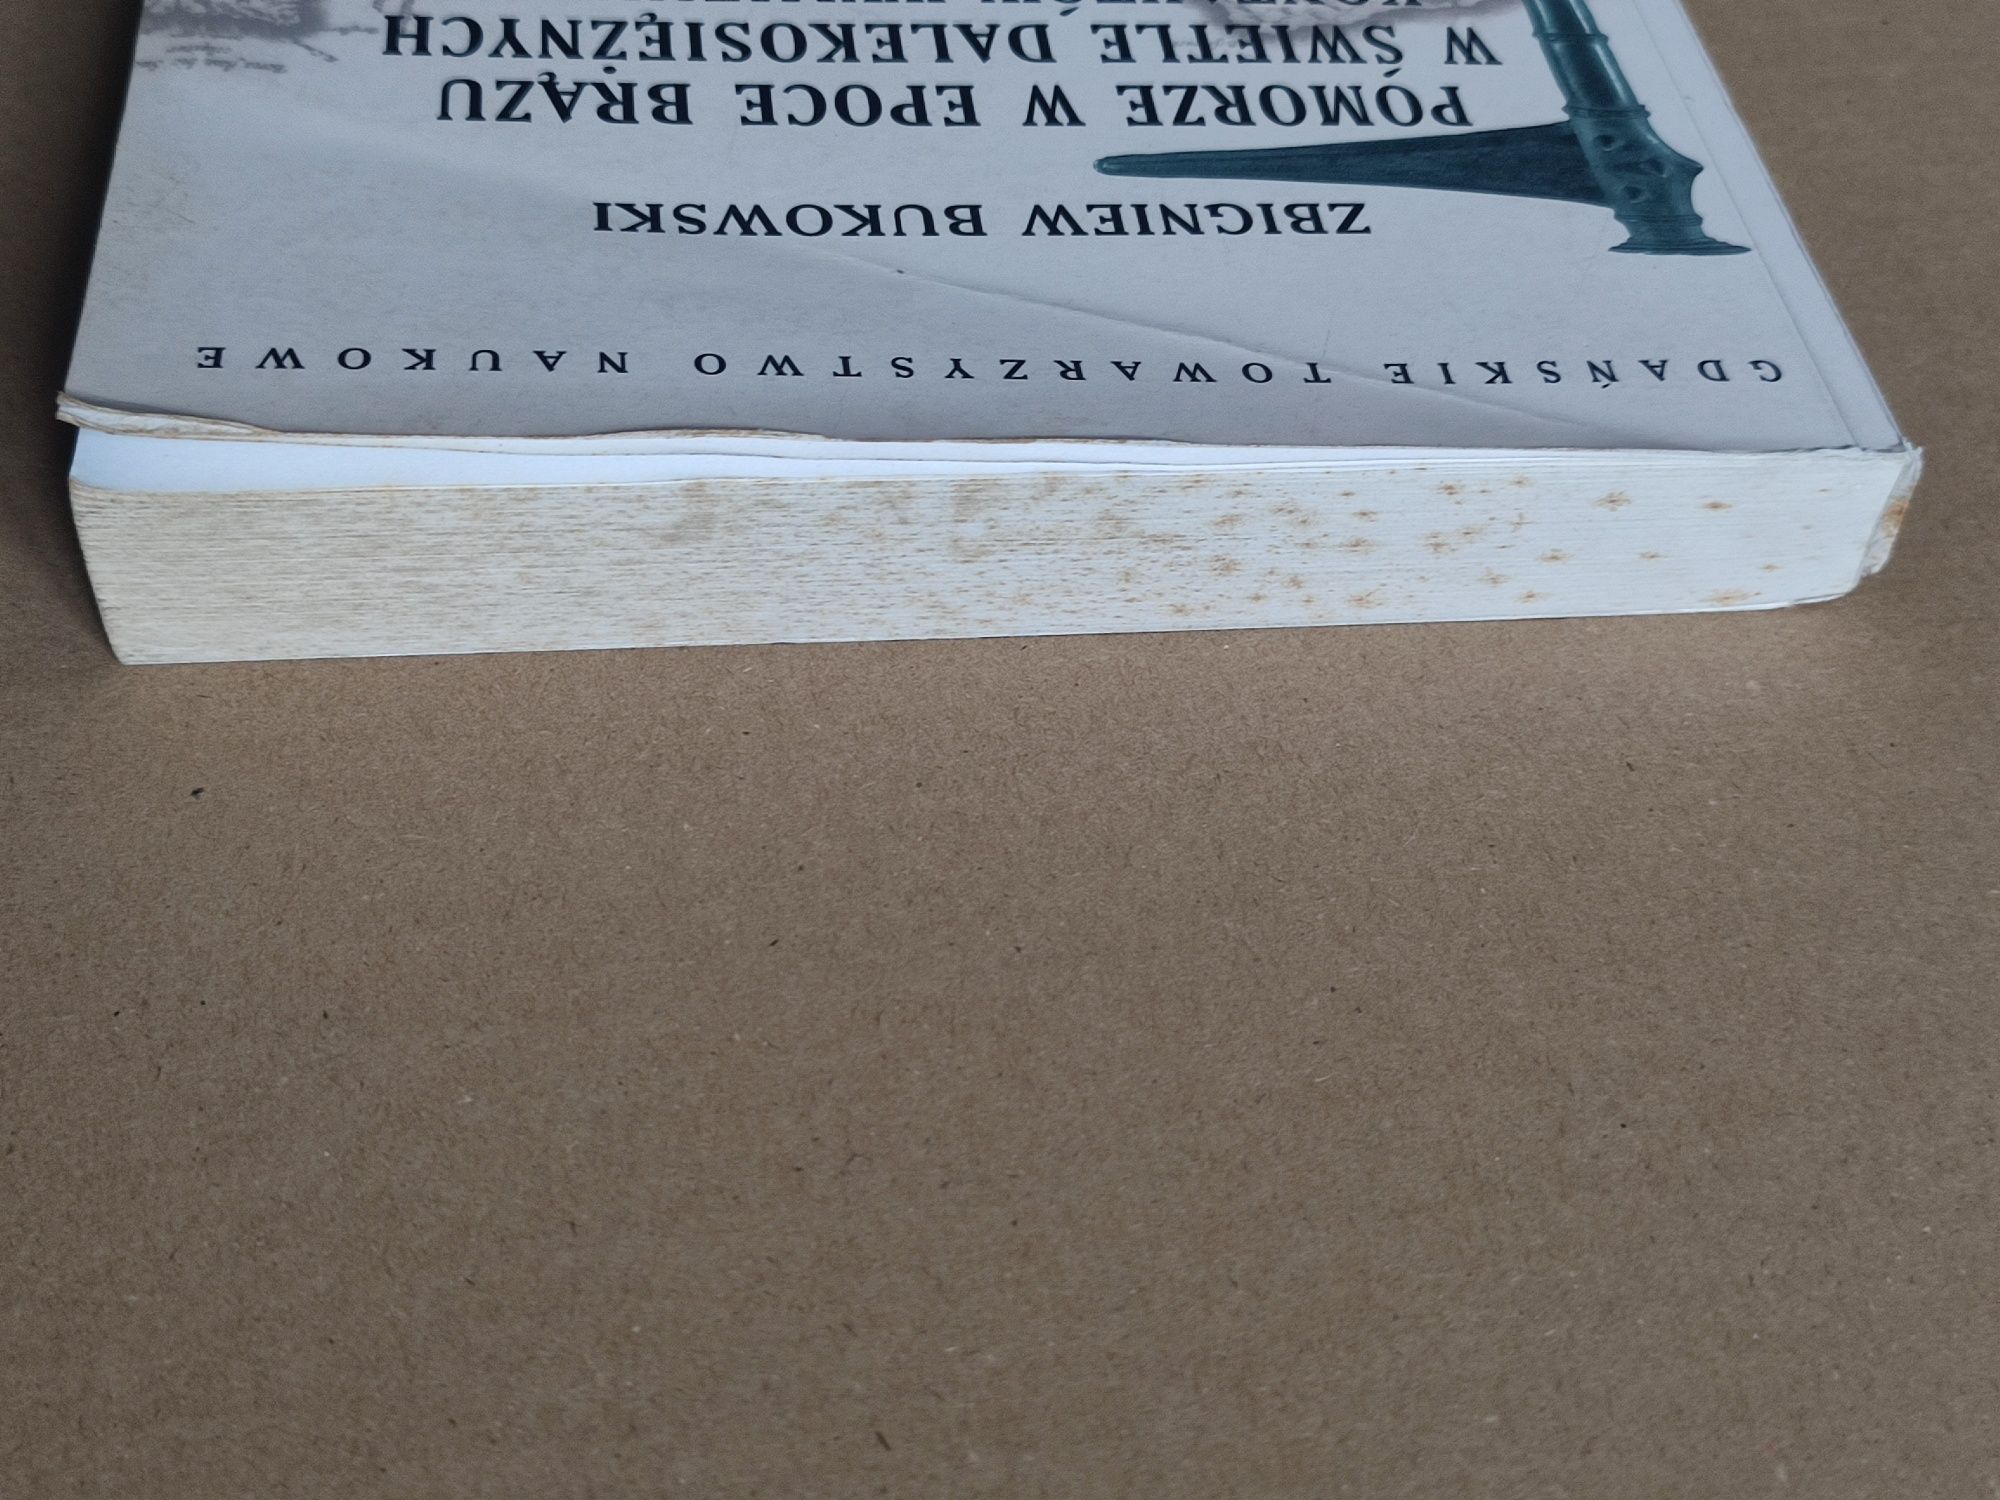 GDAŃSKIE TOWARZYSTWO NAUKOWE
ZBIGNIEW BUKOWSKI
POMORZE W EPOCE BRĄZU
W ŚWIETLE DALEKOSIĘŻNYCH